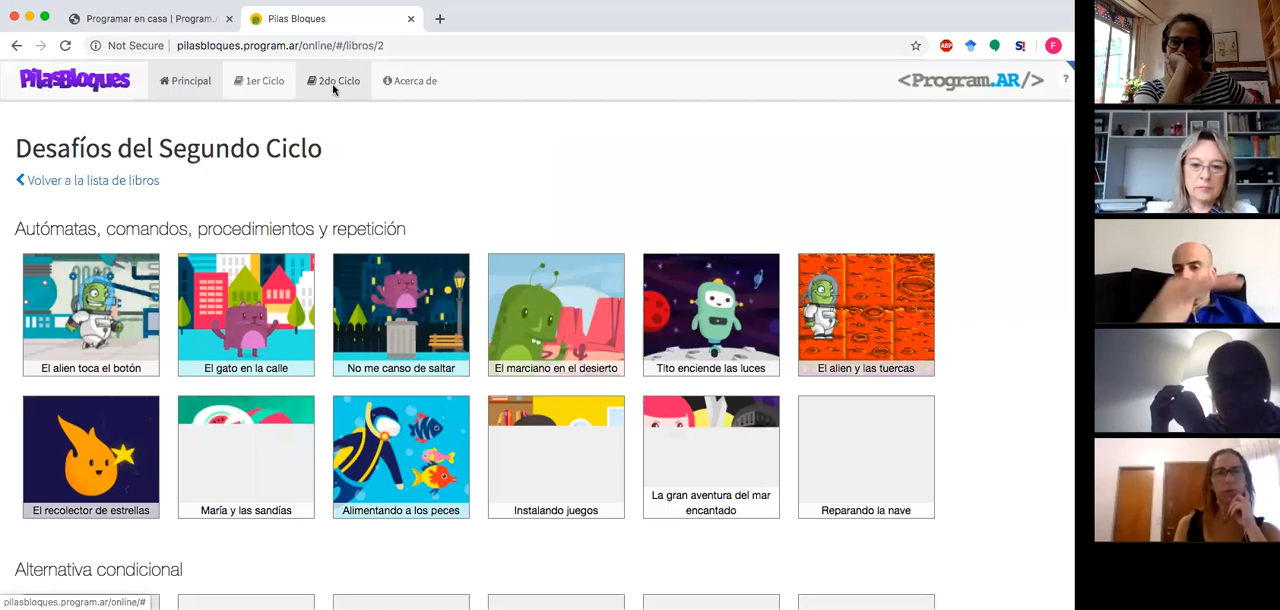 Programar en casa | Program.A
Pilas Bloques
Not Secure | pilasbloques.program.ar/online/#/libros/2
ABP
S!
F
PilasBloques
Principal
1er Ciclo
2do Ciclo
Acerca de
<Program.AR/>
?
Desafíos del Segundo Ciclo
Volver a la lista de libros
Autómatas, comandos, procedimientos y repetición
El alien toca el botón
El gato en la calle
No me canso de saltar
El marciano en el desierto
Tito enciende las luces
El alien y las tuercas
El recolector de estrellas
María y las sandías
Alimentando a los peces
Instalando juegos
La gran aventura del mar
encantado
Reparando la nave
Alternativa condicional
pilasbloques.program.ar/online/#